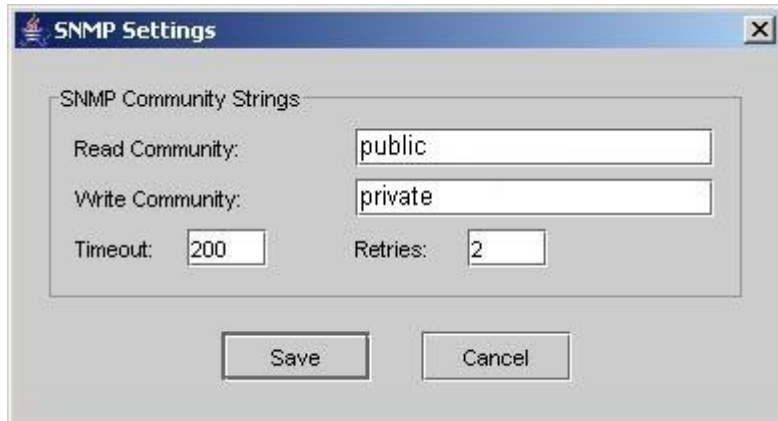 SNMP Settings
SNMP Community Strings
Read Community: public
Write Community: private
Timeout: 200 Retries: 2
Save Cancel